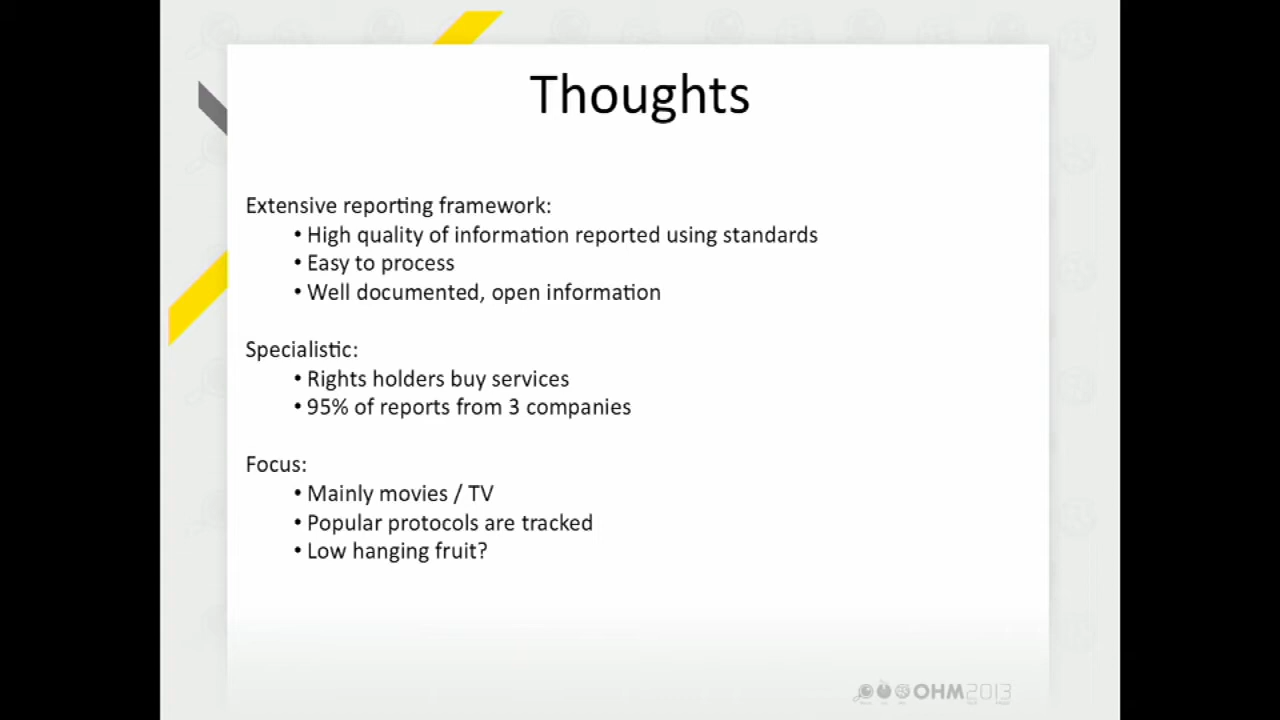 Thoughts
Extensive reporting framework:
• High quality of information reported using standards
• Easy to process
• Well documented, open information
Specialistic:
• Rights holders buy services
• 95% of reports from 3 companies
Focus:
• Mainly movies / TV
• Popular protocols are tracked
• Low hanging fruit?
OHM2013